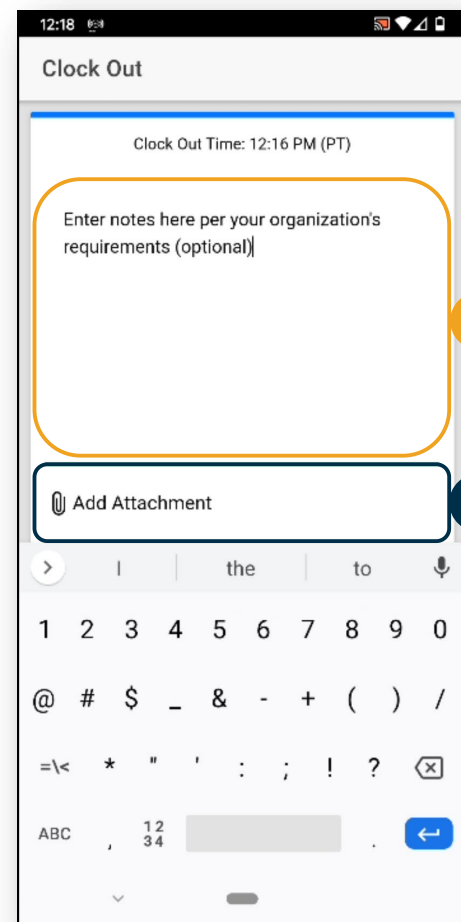 12:18
Clock Out
Clock Out Time: 12:16 PM (PT)
Enter notes here per your organization's
requirements (optional)
Add Attachment
I the to
1 2 3 4 5 6 7 8 9 0
@ # $ _ & - + ( ) /
=\< * " ' : ; ! ?
ABC , 12 34 .